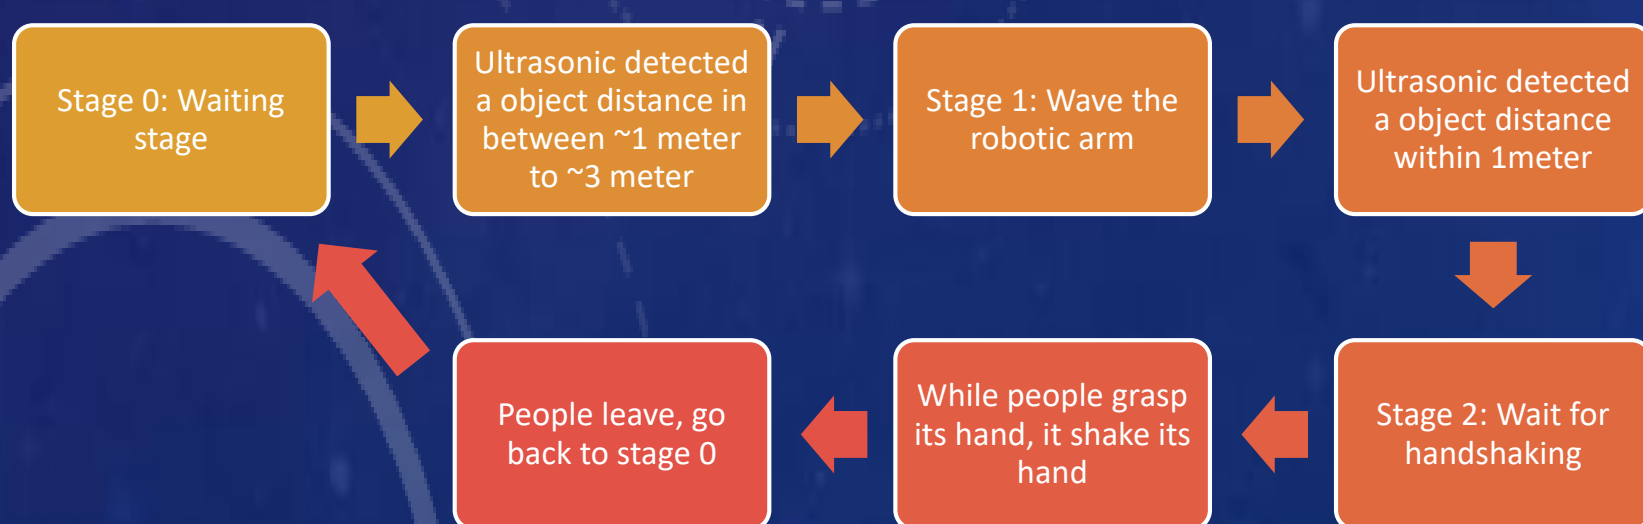 Stage 0: Waiting
stage
Ultrasonic detected
a object distance in
between ~1 meter
to ~3 meter
Stage 1: Wave the
robotic arm
Ultrasonic detected
a object distance
within 1meter
Stage 2: Wait for
handshaking
While people grasp
its hand, it shake its
hand
People leave, go
back to stage 0